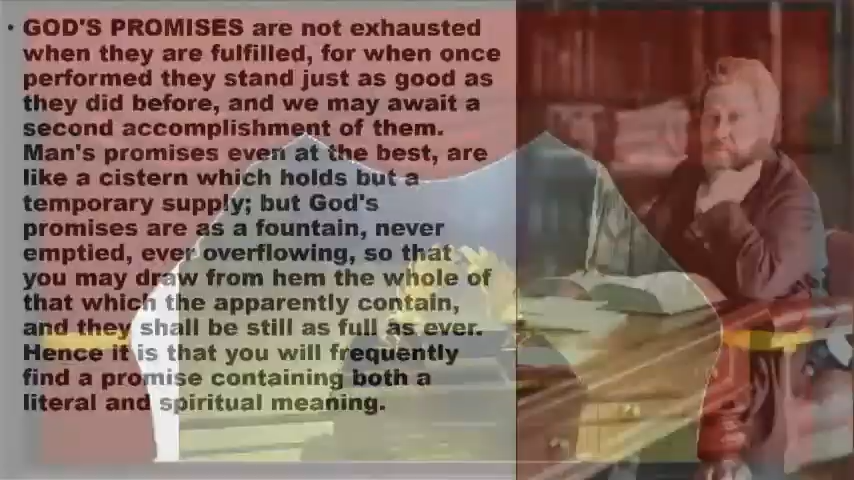 • GOD'S PROMISES are not exhausted
when they are fulfilled, for when once
performed they stand just as good as
they did before, and we may await a
second accomplishment of them.
Man's promises even at the best, are
like a cistern which holds but a
temporary supply; but God's
promises are as a fountain, never
emptied, ever overflowing, so that
you may draw from hem the whole of
that which the apparently contain,
and they shall be still as full as ever.
Hence it is that you will frequently
find a promise containing both a
literal and spiritual meaning.